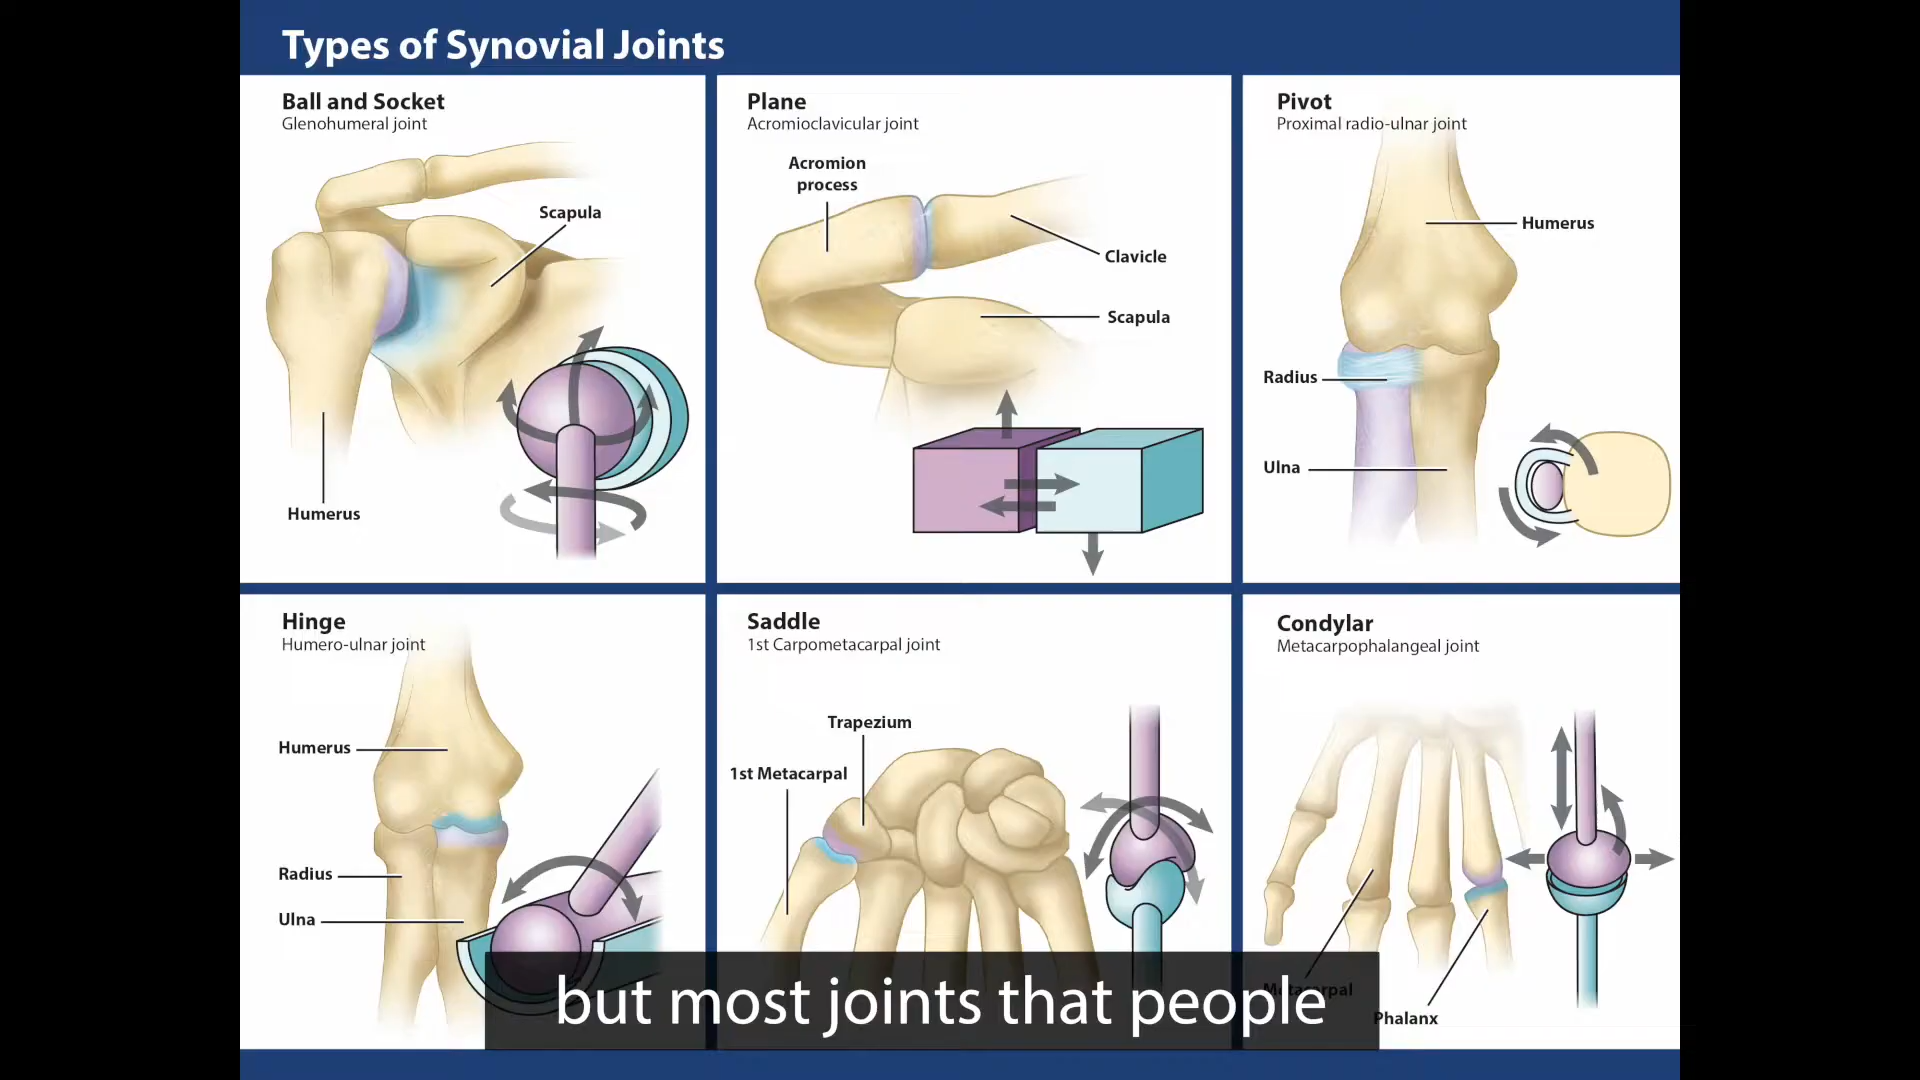 Types of Synovial Joints
Ball and Socket
Glenohumeral joint
Scapula
Humerus
Plane
Acromioclavicular joint
Acromion
process
Clavicle
Scapula
Pivot
Proximal radio-ulnar joint
Humerus
Radius
Ulna
Hinge
Humero-ulnar joint
Humerus
Radius
Ulna
Saddle
1st Carpometacarpal joint
Trapezium
1st Metacarpal
Condylar
Metacarpophalangeal joint
Metacarpal
Phalanx
but most joints that people